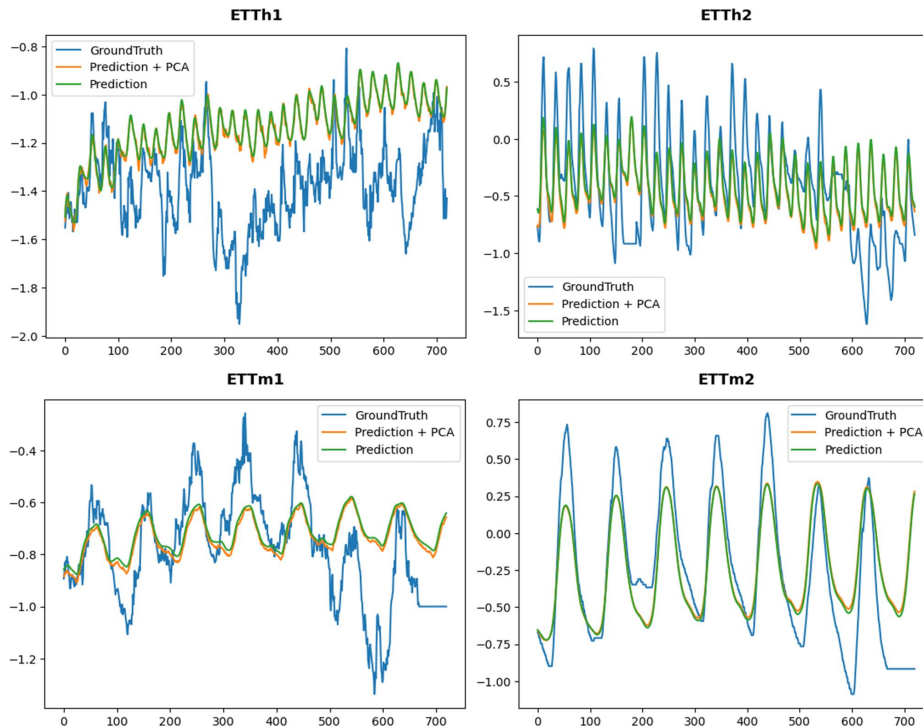 ETTh1
−0.8
−1.0
−1.2
−1.4
−1.6
−1.8
−2.0
GroundTruth
Prediction + PCA
Prediction
0 100 200 300 400 500 600 700
ETTh2
0.5
0.0
−0.5
−1.0
−1.5
GroundTruth
Prediction + PCA
Prediction
0 100 200 300 400 500 600 700
ETTm1
−0.4
−0.6
−0.8
−1.0
−1.2
GroundTruth
Prediction + PCA
Prediction
0 100 200 300 400 500 600 700
ETTm2
0.75
0.50
0.25
0.00
−0.25
−0.50
−0.75
−1.00
GroundTruth
Prediction + PCA
Prediction
0 100 200 300 400 500 600 700